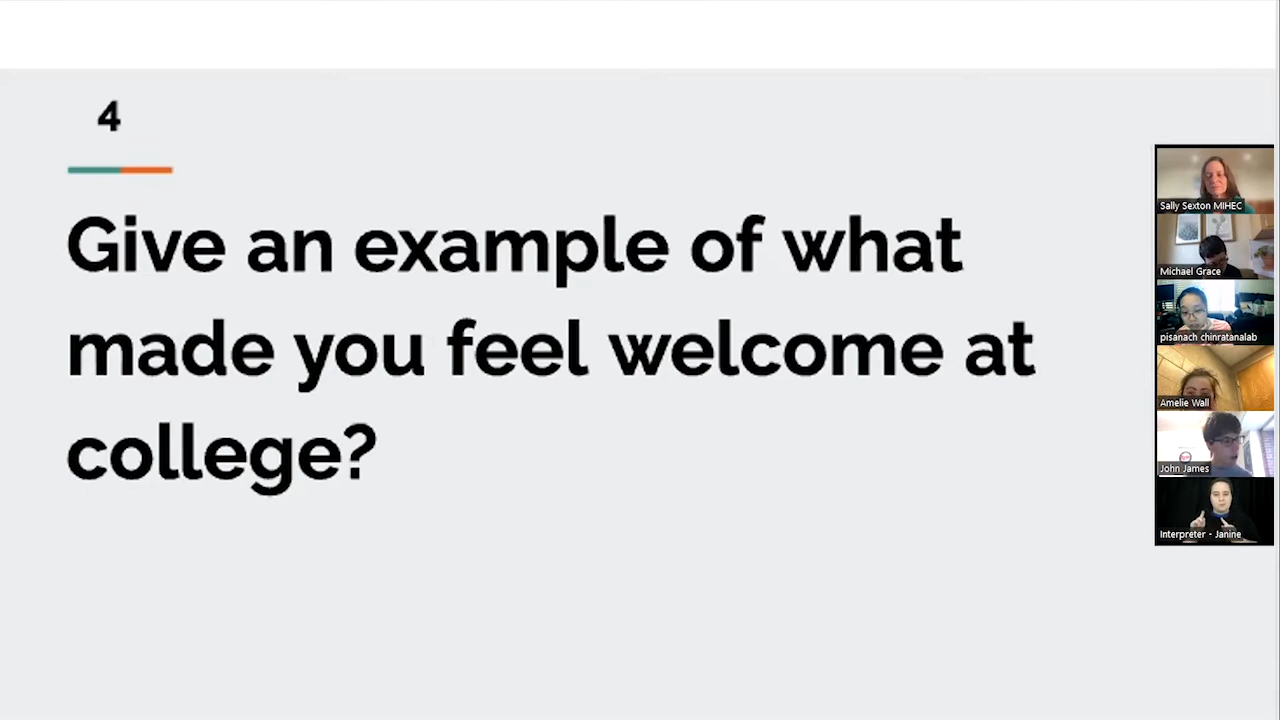 4
Give an example of what
made you feel welcome at
college?
Sally Sexton MIHEC
Michael Grace
pisanach chinratanalab
Amelie Wall
John James
Interpreter - Janine